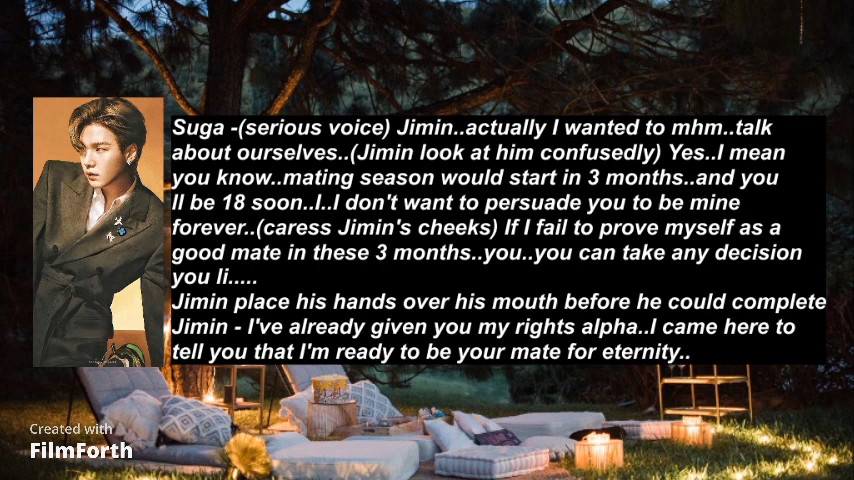 Suga -(serious voice) Jimin..actually I wanted to mhm..talk
about ourselves..(Jimin look at him confusedly) Yes..I mean
you know..mating season would start in 3 months..and you
ll be 18 soon..I..I don't want to persuade you to be mine
forever..(caress Jimin's cheeks) If I fail to prove myself as a
good mate in these 3 months..you..you can take any decision
you li.....
Jimin place his hands over his mouth before he could complete
Jimin - I've already given you my rights alpha..I came here to
tell you that I'm ready to be your mate for eternity..
Created with
FilmForth